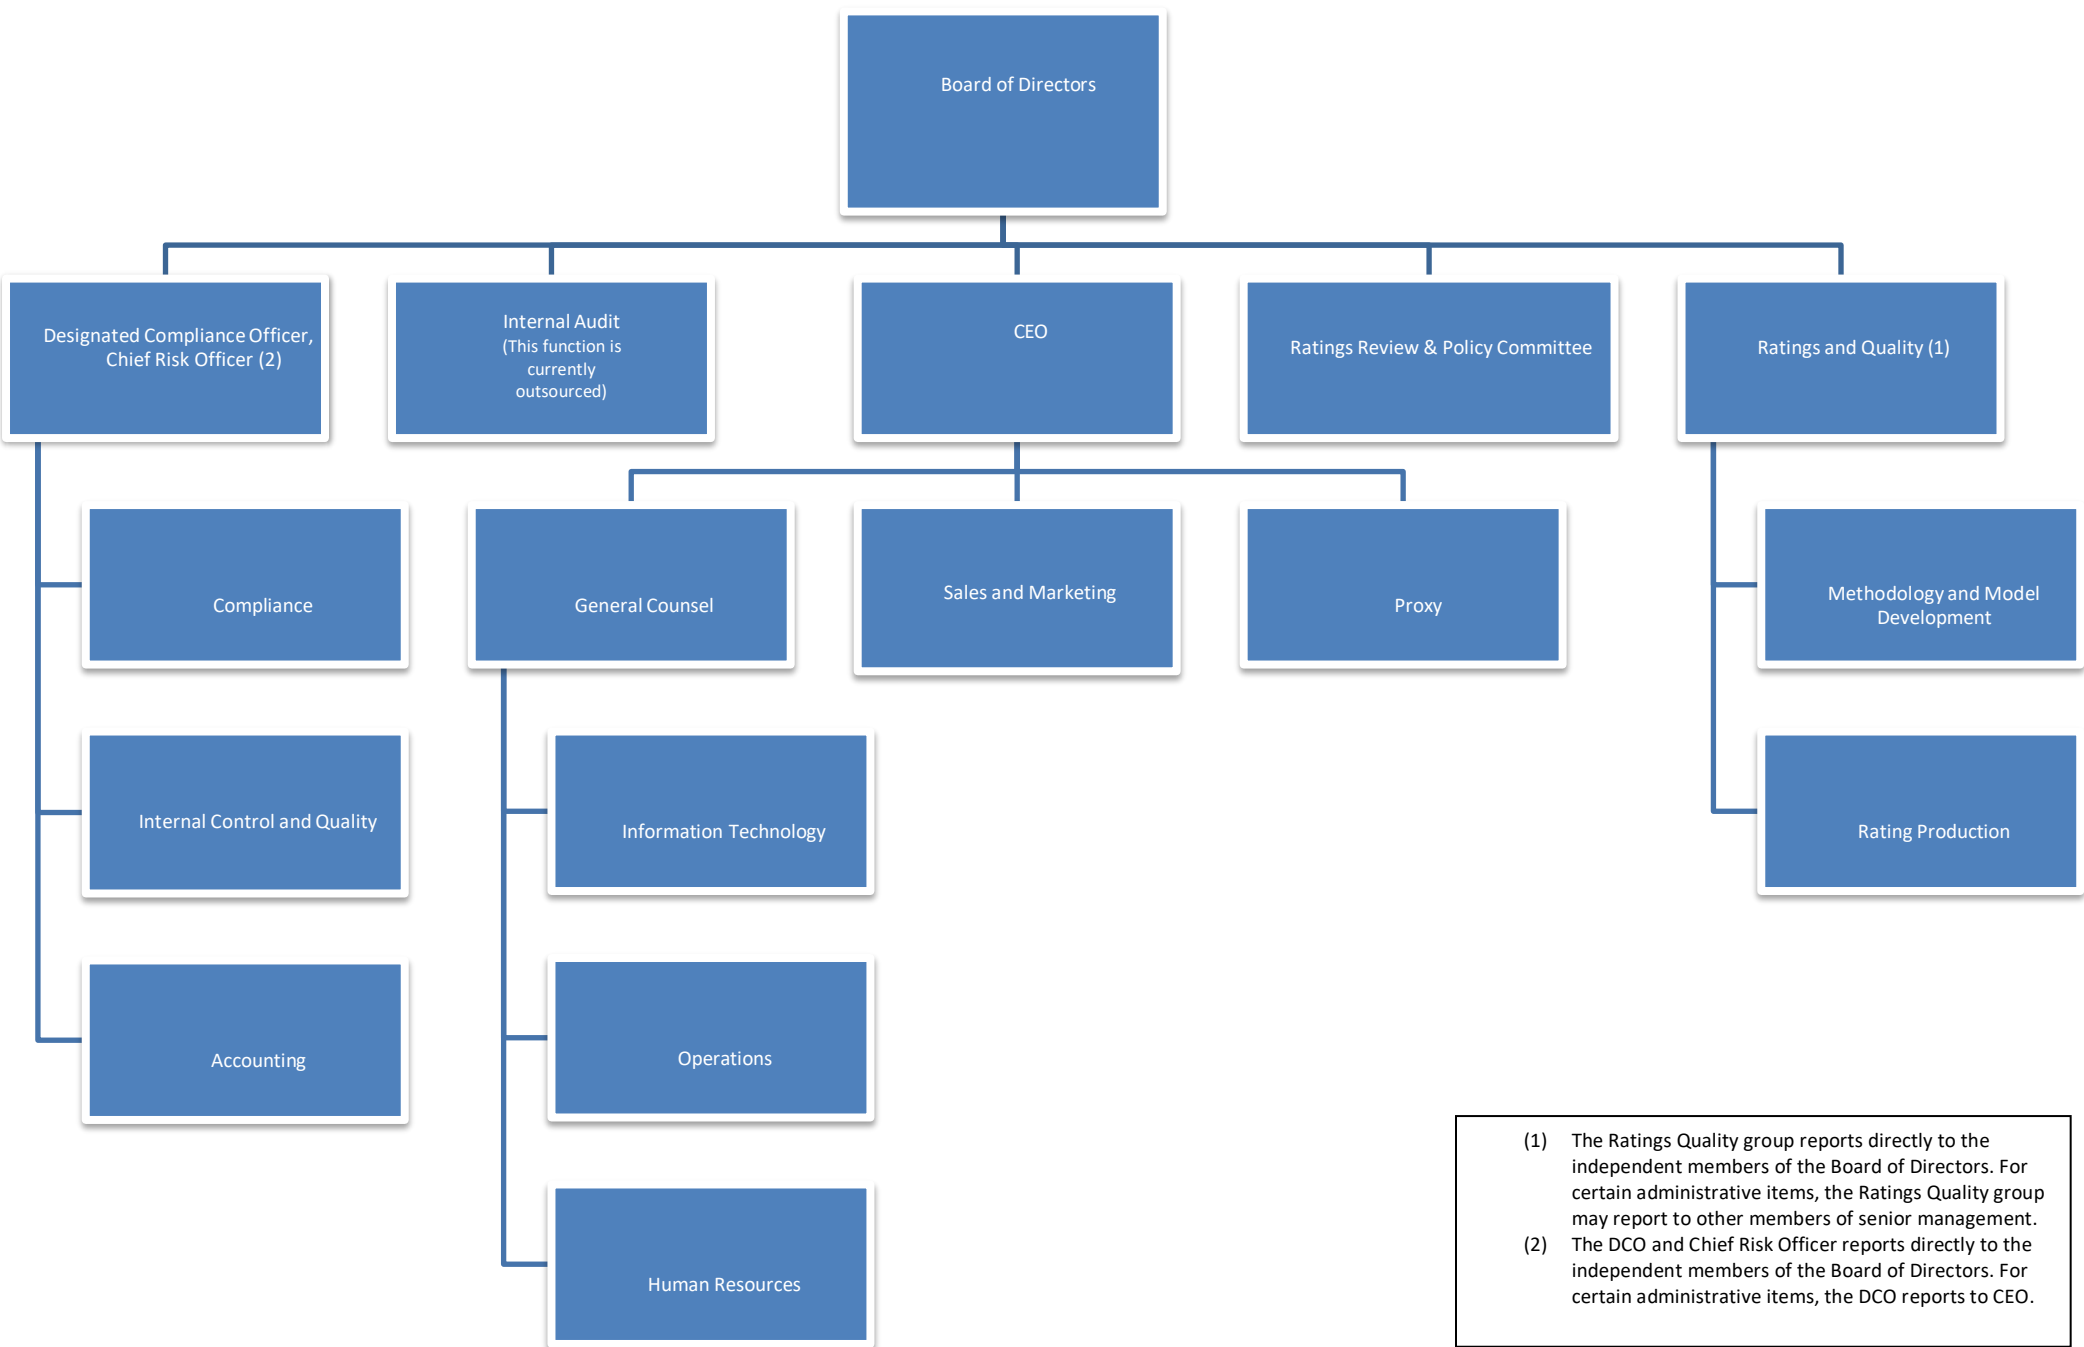 Board of Directors
Designated Compliance Officer,
Chief Risk Officer (2)
Internal Audit
(This function is
currently
outsourced)
CEO
Ratings Review & Policy Committee
Ratings and Quality (1)
Compliance
General Counsel
Sales and Marketing
Proxy
Methodology and Model
Development
Internal Control and Quality
Information Technology
Rating Production
Accounting
Operations
Human Resources
(1) The Ratings Quality group reports directly to the
independent members of the Board of Directors. For
certain administrative items, the Ratings Quality group
may report to other members of senior management.
(2) The DCO and Chief Risk Officer reports directly to the
independent members of the Board of Directors. For
certain administrative items, the DCO reports to CEO.